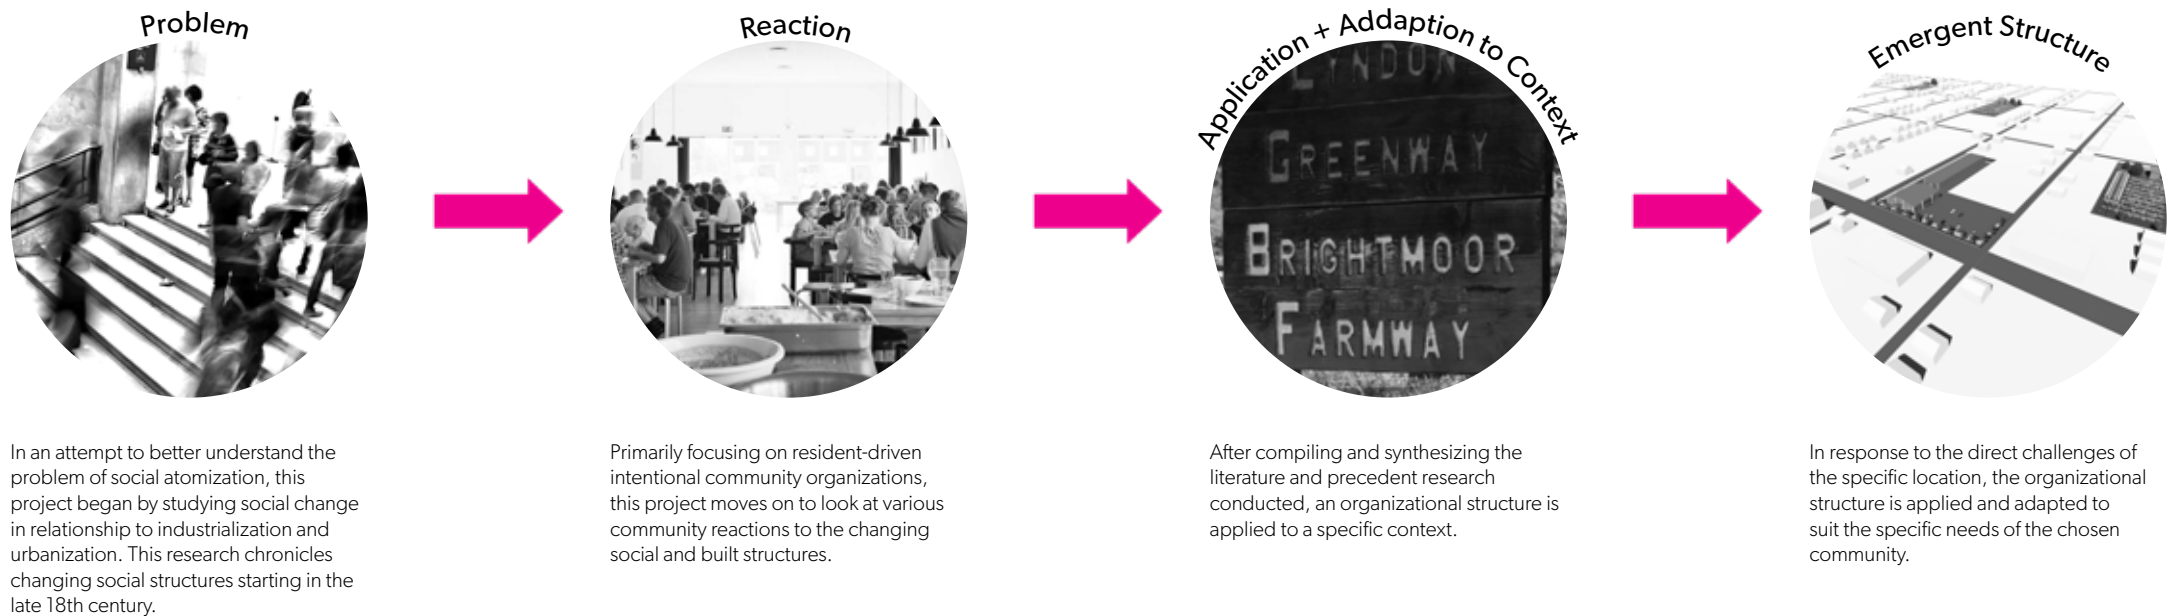 Problem
Reaction
Application + Addaption to Context
Emergent Structure
LYNDON
GREENWAY
BRIGHTMOOR
FARMWAY
In an attempt to better understand the
problem of social atomization, this
project began by studying social change
in relationship to industrialization and
urbanization. This research chronicles
changing social structures starting in the
late 18th century.
Primarily focusing on resident-driven
intentional community organizations,
this project moves on to look at various
community reactions to the changing
social and built structures.
After compiling and synthesizing the
literature and precedent research
conducted, an organizational structure is
applied to a specific context.
In response to the direct challenges of
the specific location, the organizational
structure is applied and adapted to
suit the specific needs of the chosen
community.